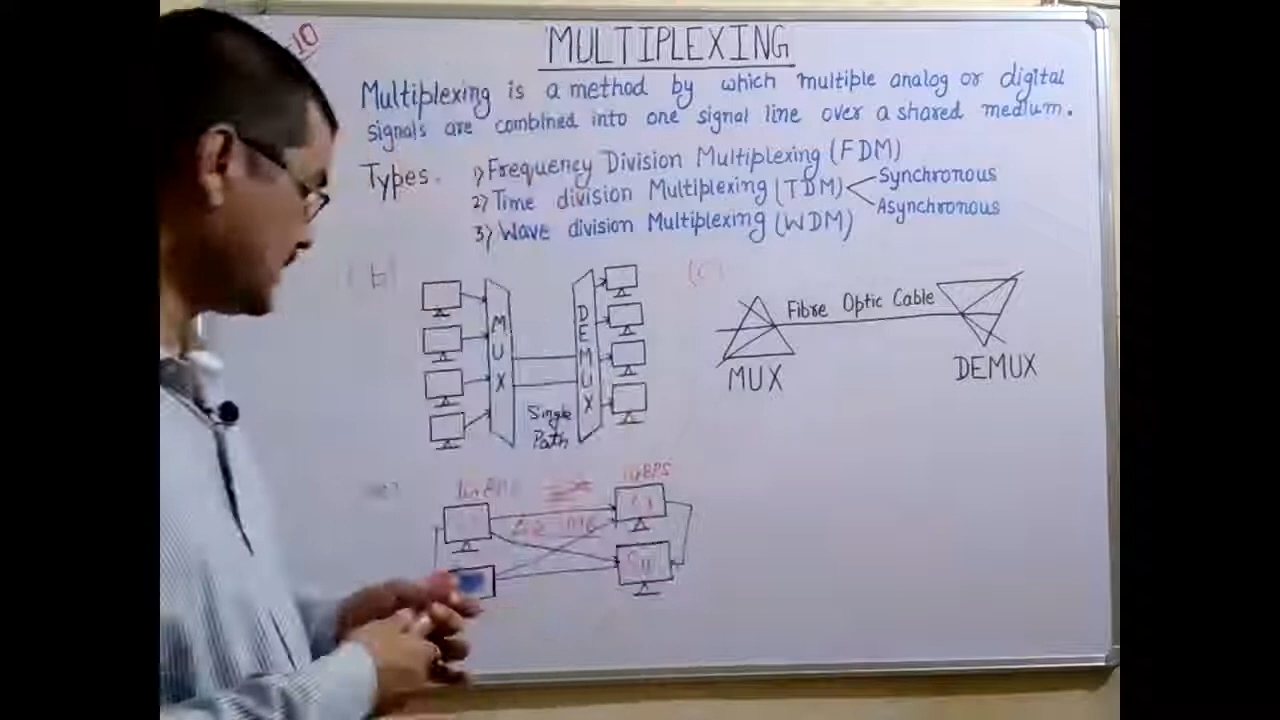 10
MULTIPLEXING
Multiplexing is a method by which multiple analog or digital
signals are combined into one signal line over a shared medium.
Types. 1) Frequency Division Multiplexing (FDM)
2) Time division Multiplexing (TDM) Synchronous
Asynchronous
3) Wave division Multiplexing (WDM)
(b)
(C)
MUX
DEMUX
Single
Path
Fibre Optic Cable
MUX
DEMUX